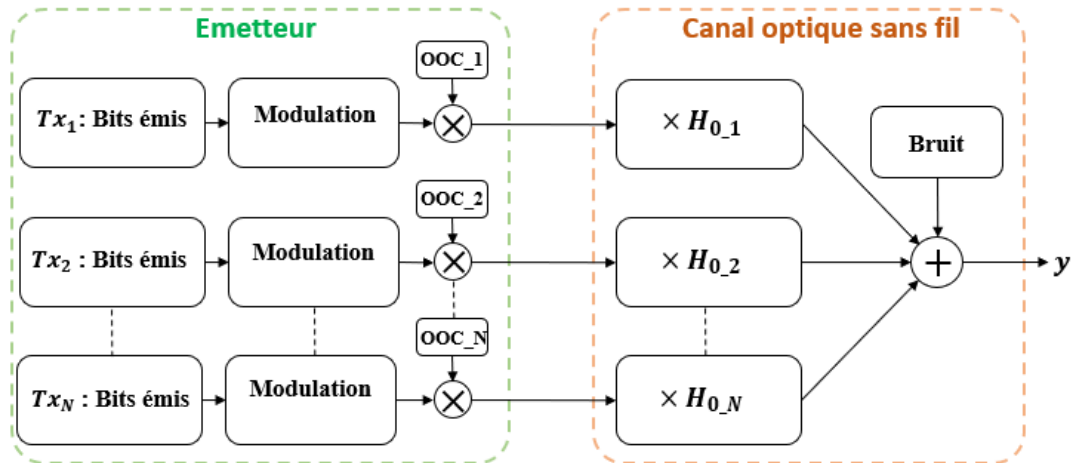 Emetteur
Canal optique sans fil
OOC_1
Tx₁: Bits émis
Modulation
×
× H₀_₁
Bruit
OOC_2
Tx₂ : Bits émis
Modulation
×
× H₀_₂
+
y
OOC_N
Tx_N : Bits émis
Modulation
×
× H₀_N